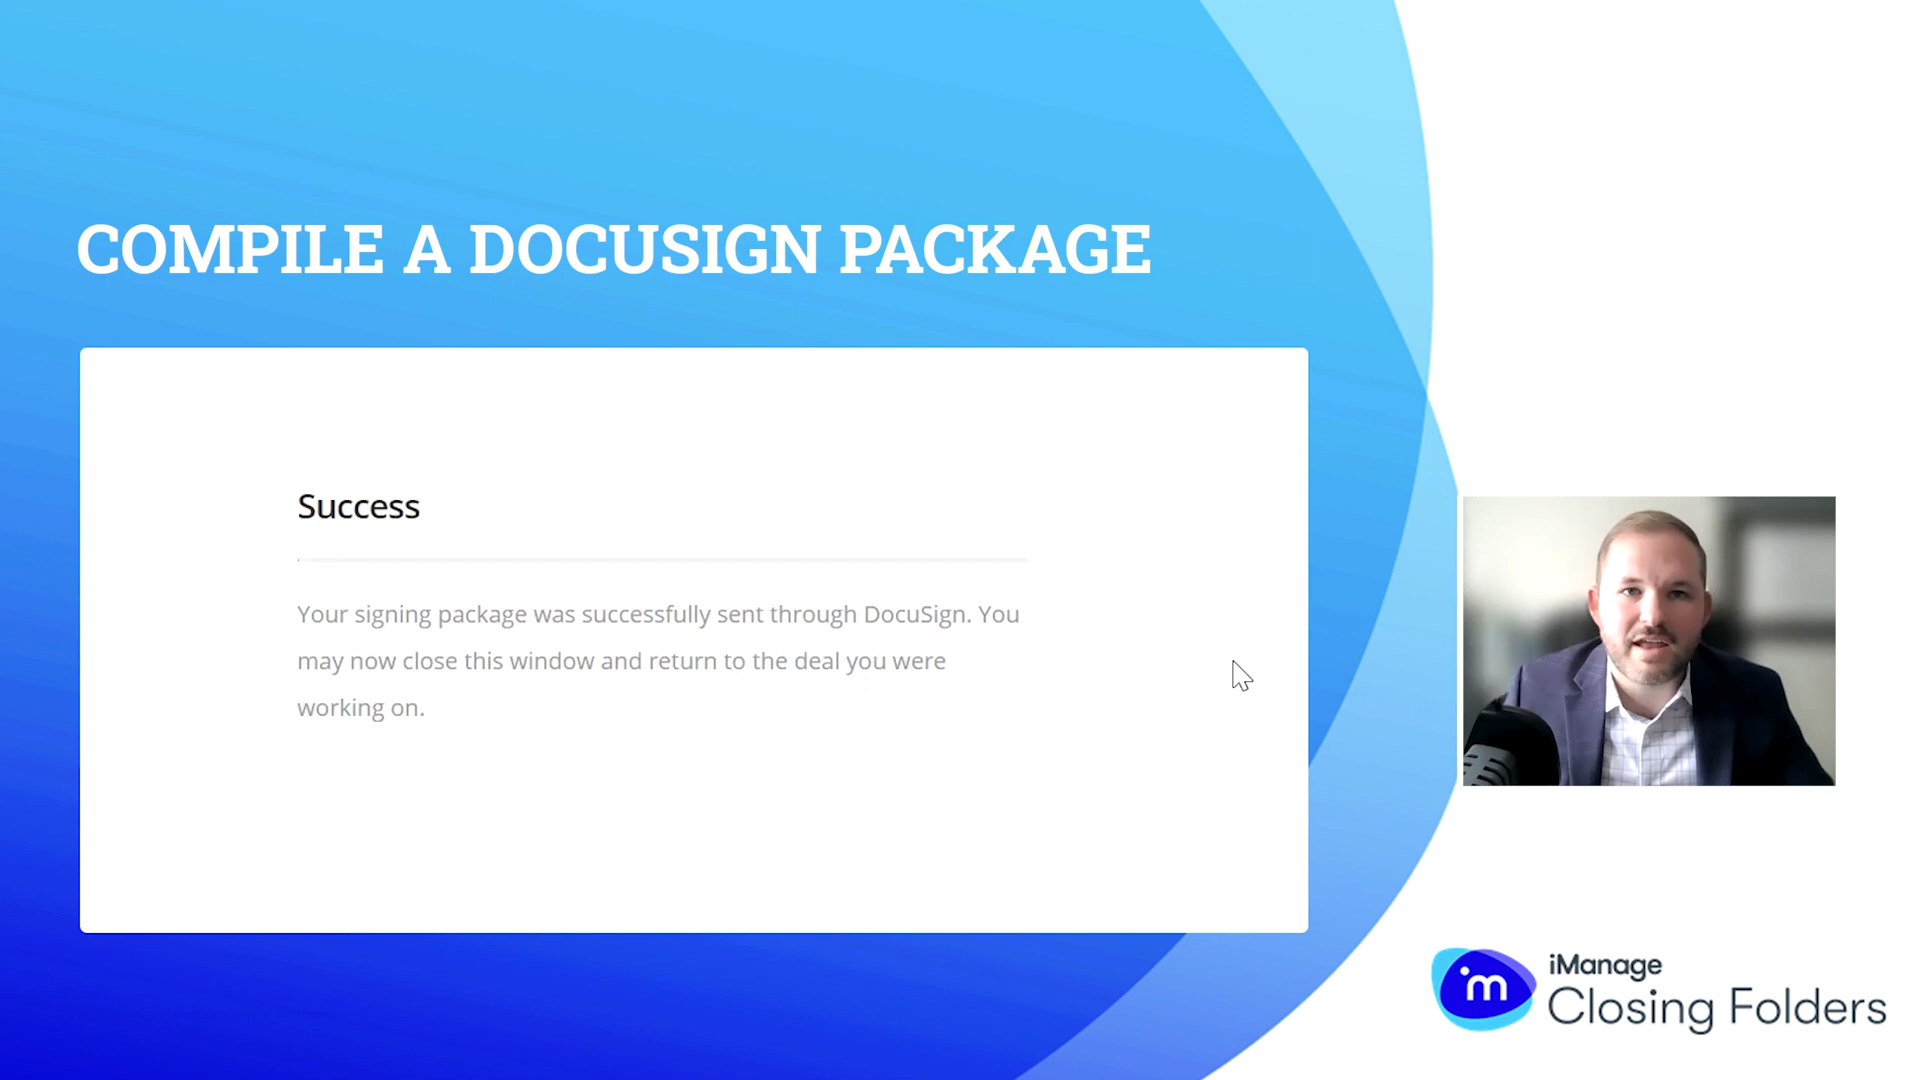 COMPILE A DOCUSIGN PACKAGE
Success
Your signing package was successfully sent through DocuSign. You
may now close this window and return to the deal you were
working on.
im
iManage
Closing Folders